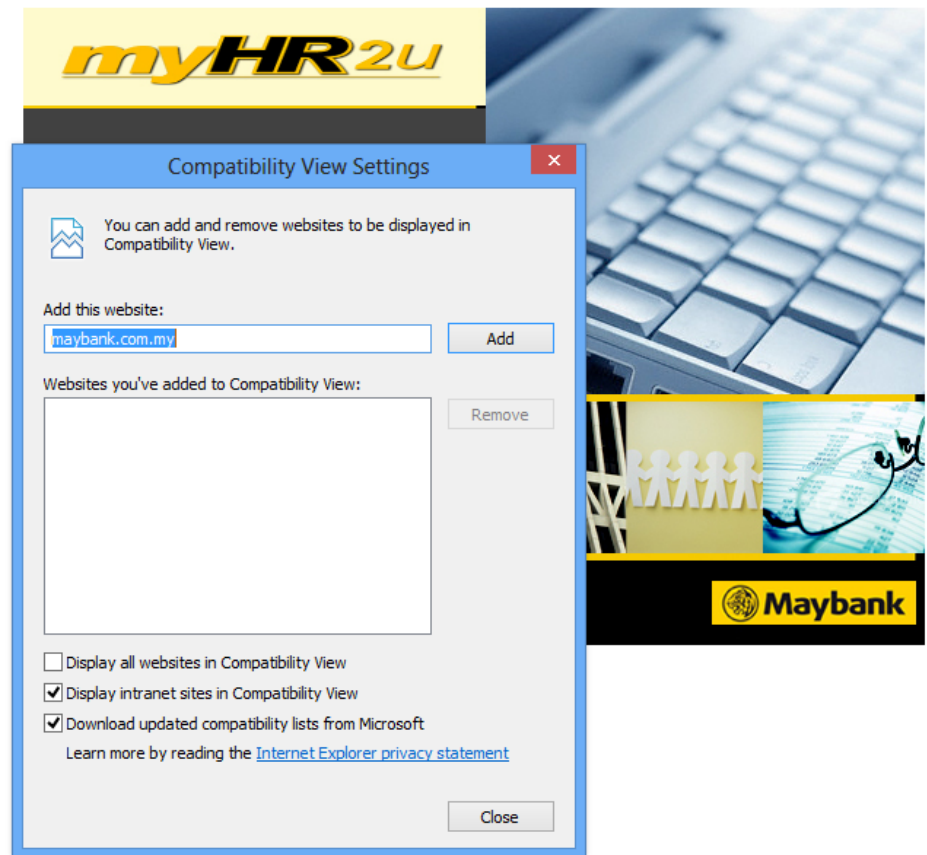 myHR2u
Compatibility View Settings
You can add and remove websites to be displayed in
Compatibility View.
Add this website:
maybank.com.my
Add
Websites you've added to Compatibility View:
Remove
Maybank
Display all websites in Compatibility View
Display intranet sites in Compatibility View
Download updated compatibility lists from Microsoft
Learn more by reading the Internet Explorer privacy statement
Close